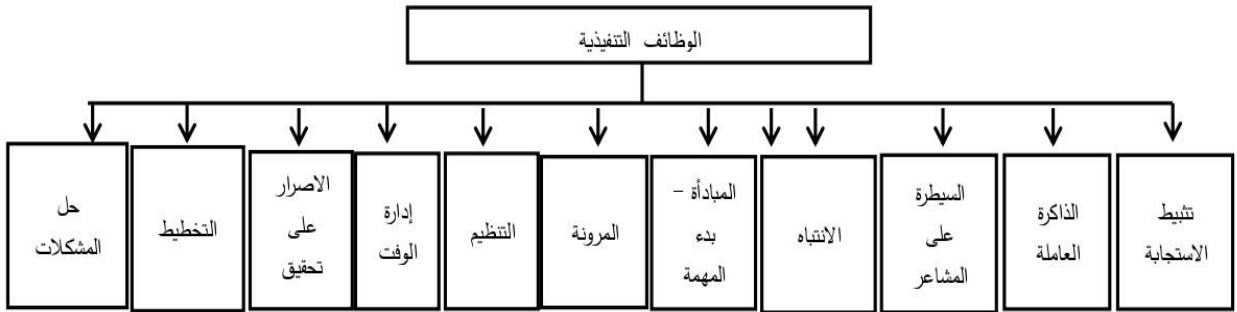 الوظائف التنفيذية
تثبيط
الاستجابة
الذاكرة
العاملة
السيطرة
على
المشاعر
الانتباه
المبادأة –
بدء
المهمة
المرونة
التنظيم
إدارة
الوقت
الاصرار
على
تحقيق
التخطيط
حل
المشكلات